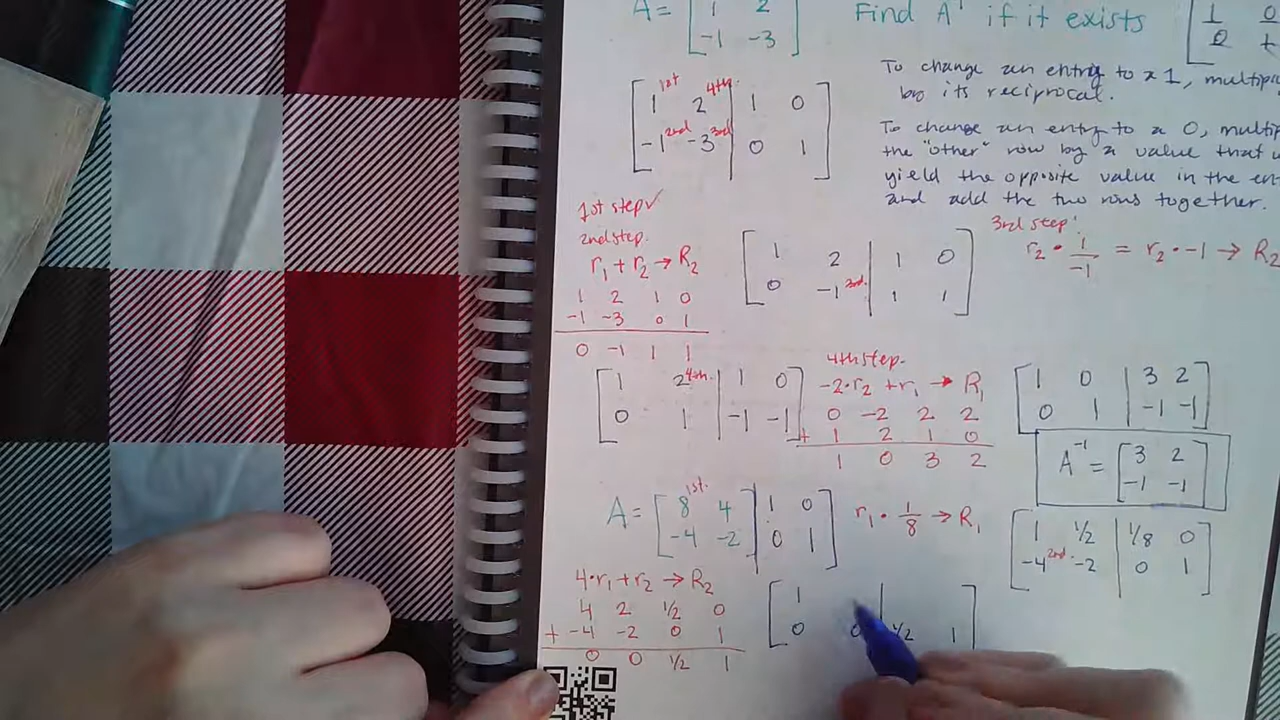 A = [ 1 2
-1 -3 ]
Find A if it exists
[ 1 0
0
To change an entry to a 1, multip
by its reciprocal.
To change an entry to a 0, multip
the "other" row by a value that
yield the opposite value in the en
and add the two rows together.
[ 1 1st 2 4th | 1 0
-1 2nd -3 3rd | 0 1 ]
1st step ✓
2nd step.
r₁ + r₂ → R₂
1 2 1 0
-1 -3 0 1
0 -1 1 1
[ 1 2 | 1 0
0 -1 3rd | 1 1 ]
3rd step:
r₂ · 1/-1 = r₂ · -1 → R₂
[ 1 2 4th | 1 0
0 1 | -1 -1 ]
4th step.
-2·r₂ + r₁ → R₁
0 -2 2 2
+ 1 2 1 0
1 0 3 2
[ 1 0 | 3 2
0 1 | -1 -1 ]
A⁻¹ = [ 3 2
-1 -1 ]
A = [ 8 1st 4 | 1 0
-4 -2 | 0 1 ]
r₁ · 1/8 → R₁
[ 1 1/2 | 1/8 0
-4 2nd -2 | 0 1 ]
4·r₁ + r₂ → R₂
4 2 1/2 0
+ -4 -2 0 1
0 0 1/2 1
[ 1 |
0 0 1/2 1 ]